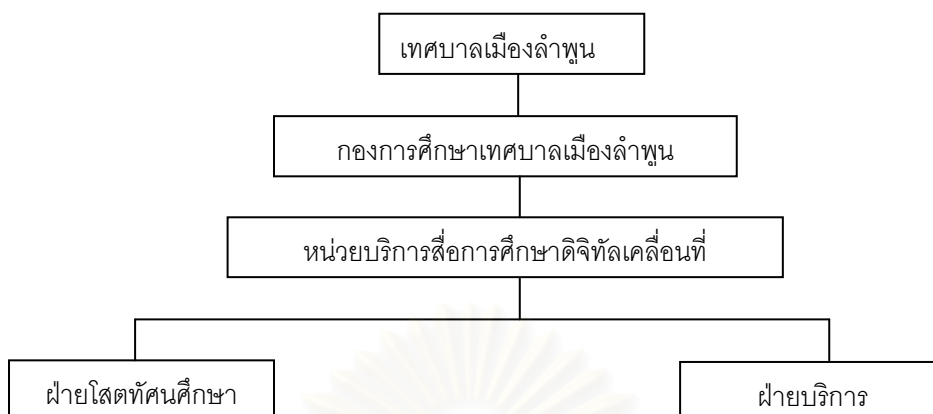 เทศบาลเมืองลำพูน
กองการศึกษาเทศบาลเมืองลำพูน
หน่วยบริการสื่อการศึกษาดิจิทัลเคลื่อนที่
ฝ่ายโสตทัศนศึกษา
ฝ่ายบริการ